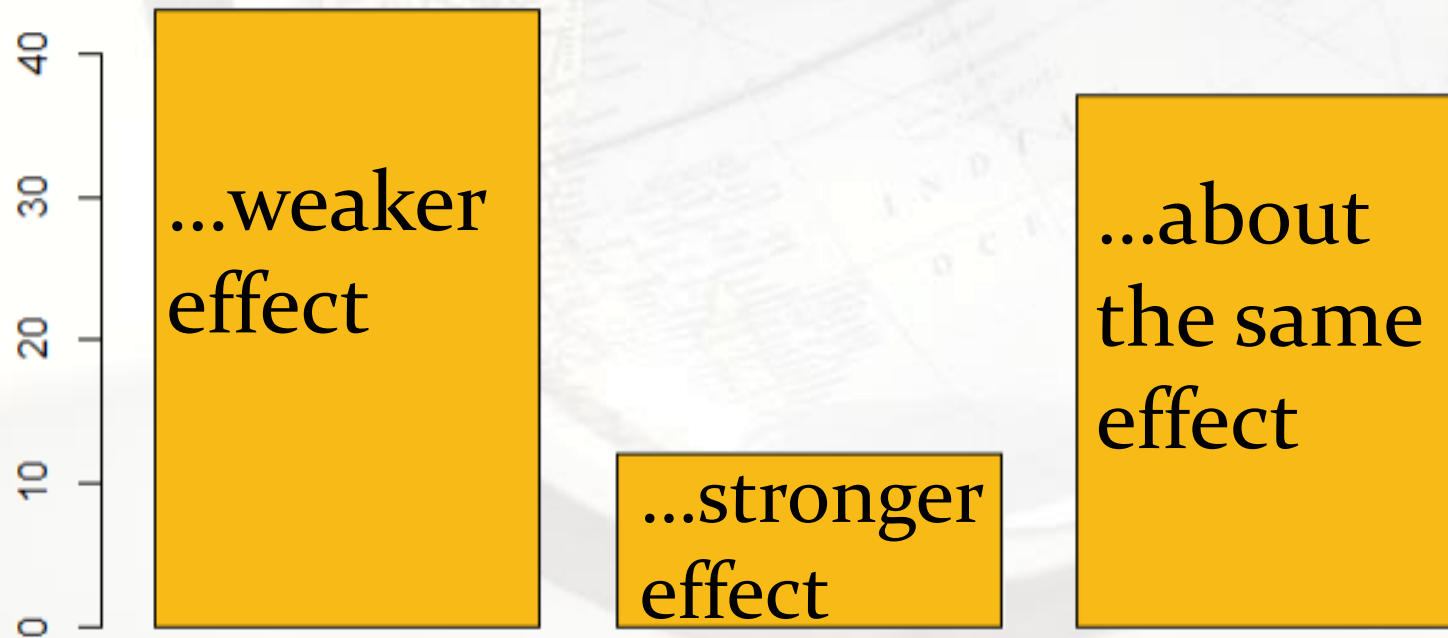 40
30
20
10
0
...weaker
effect
...stronger
effect
...about
the same
effect
I N D I A
O C E